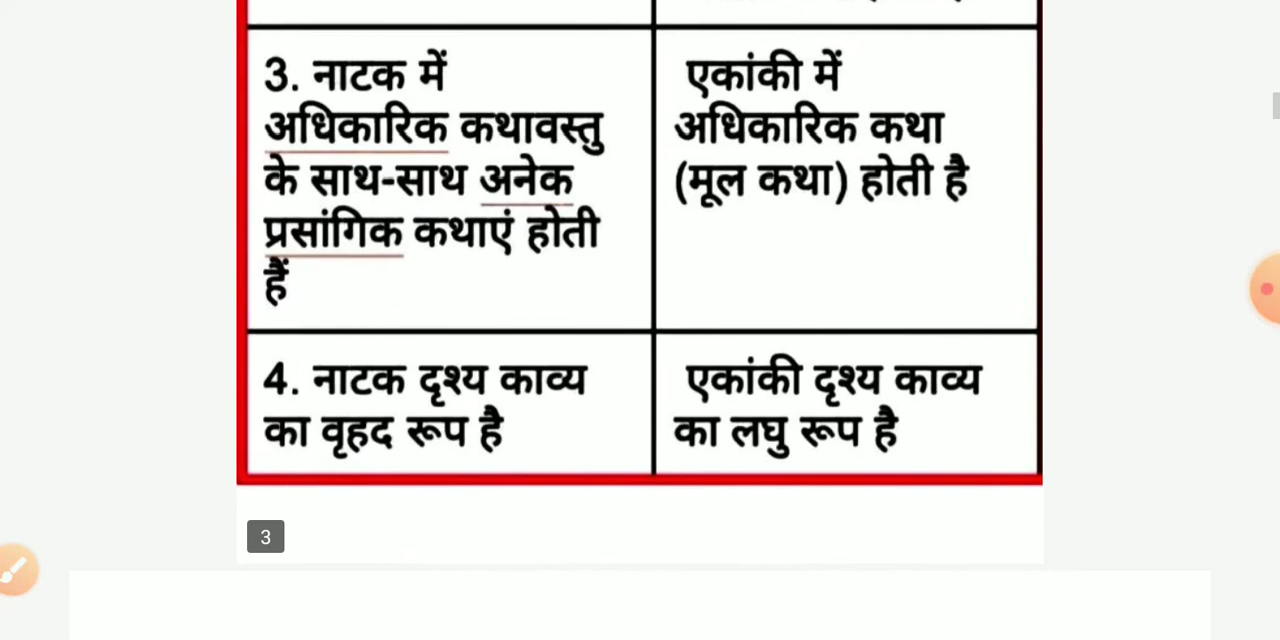 3. नाटक में
अधिकारिक कथावस्तु
के साथ-साथ अनेक
प्रसांगिक कथाएं होती
हैं
एकांकी में
अधिकारिक कथा
(मूल कथा) होती है
4. नाटक दृश्य काव्य
का वृहद रूप है
एकांकी दृश्य काव्य
का लघु रूप है
3